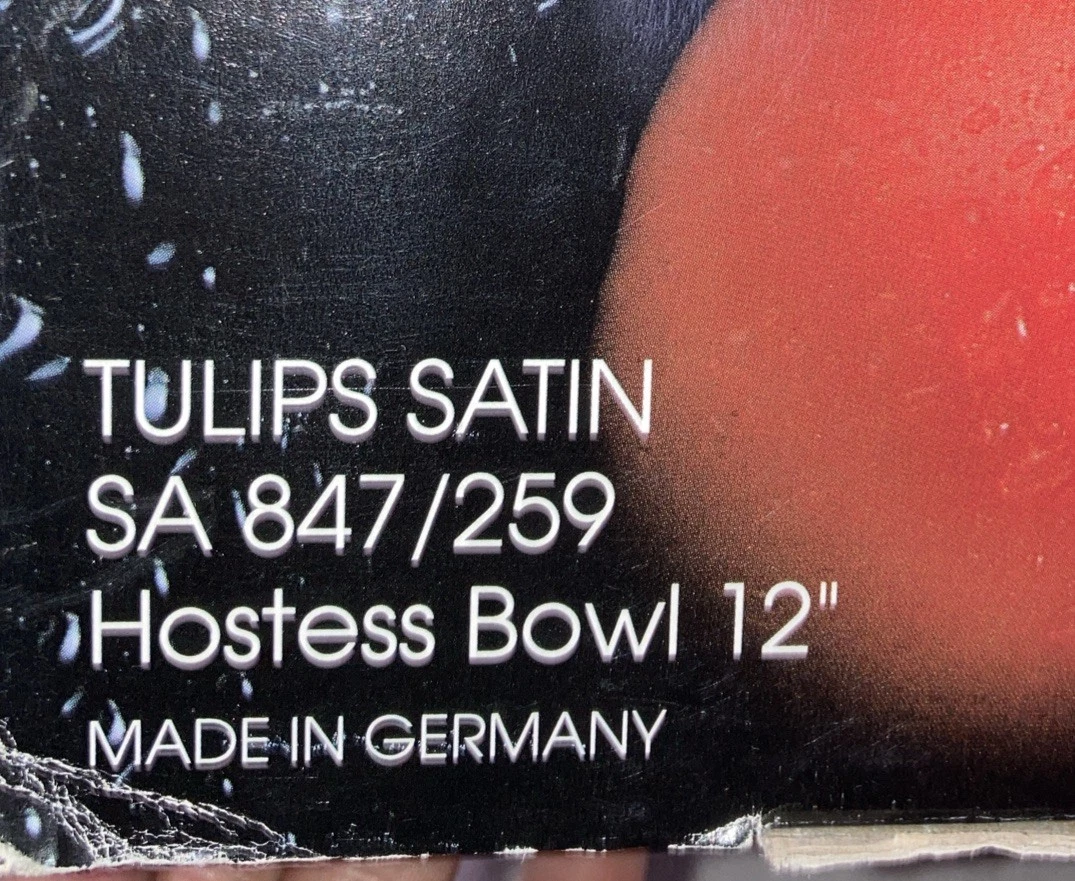 TULIPS SATIN
SA 847/259
Hostess Bowl 12"
MADE IN GERMANY